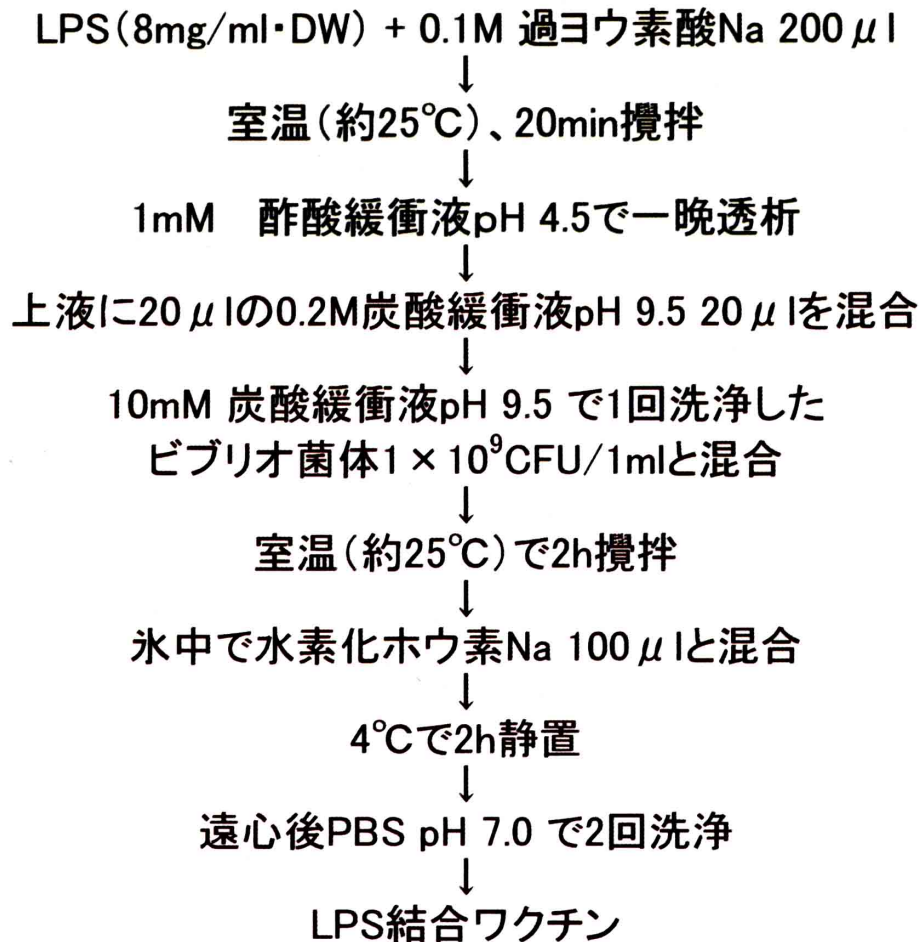 LPS(8mg/ml・DW) + 0.1M 過ヨウ素酸Na 200μl
↓
室温(約25℃)、20min攪拌
↓
1mM　酢酸緩衝液pH 4.5で一晩透析
↓
上液に20μlの0.2M炭酸緩衝液pH 9.5 20μlを混合
↓
10mM 炭酸緩衝液pH 9.5 で1回洗浄した
ビブリオ菌体1×10⁹CFU/1mlと混合
↓
室温(約25℃)で2h攪拌
↓
氷中で水素化ホウ素Na 100μlと混合
↓
4℃で2h静置
↓
遠心後PBS pH 7.0 で2回洗浄
↓
LPS結合ワクチン